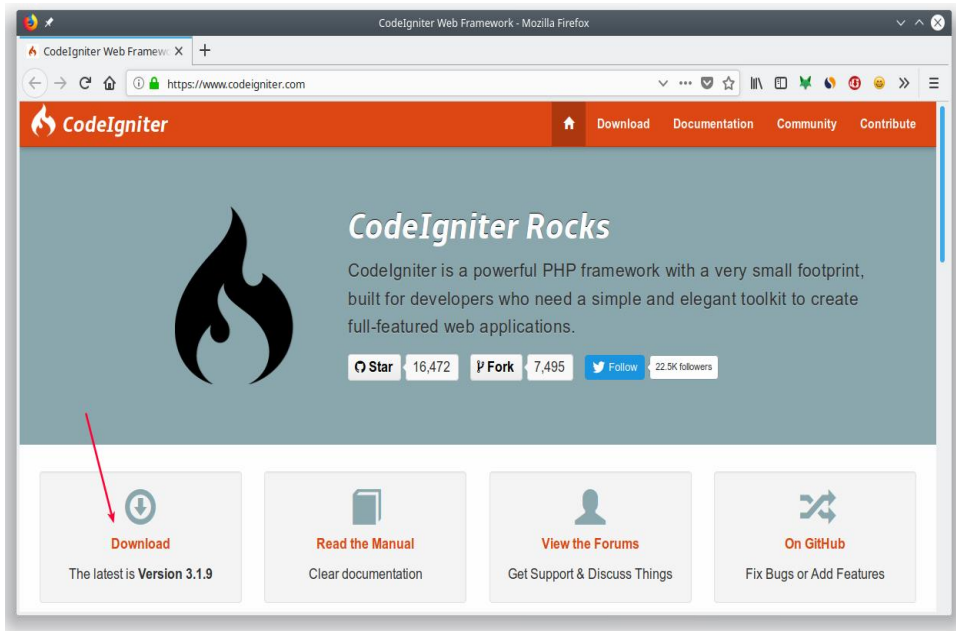 CodeIgniter Web Framework - Mozilla Firefox
CodeIgniter Web Framewo
https://www.codeigniter.com
CodeIgniter
Download Documentation Community Contribute
CodeIgniter Rocks
CodeIgniter is a powerful PHP framework with a very small footprint,
built for developers who need a simple and elegant toolkit to create
full-featured web applications.
Star 16,472 Fork 7,495 Follow 22.5K followers
Download
The latest is Version 3.1.9
Read the Manual
Clear documentation
View the Forums
Get Support & Discuss Things
On GitHub
Fix Bugs or Add Features